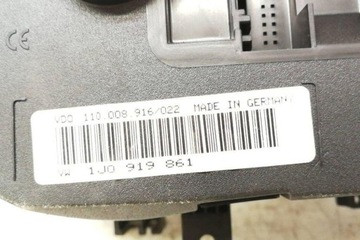 CE
VDO 110 008 916/022 MADE IN GERMANY
VW 1J0 919 861